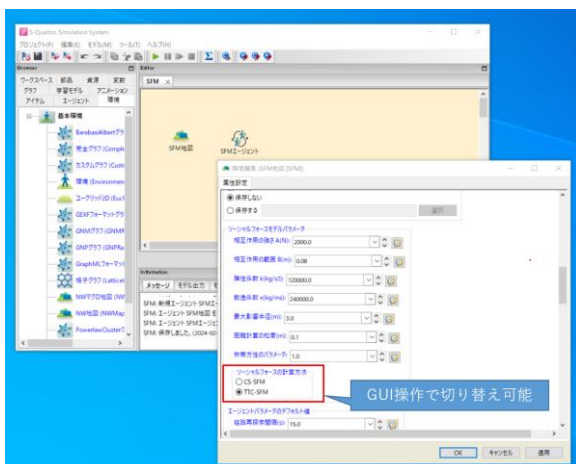 S-Quattro Simulation System
プロジェクト(P) 編集(E) モデル(M) ツール(T) ヘルプ(H)
Browser
Editor
ワークスペース 部品 資源 変数
グラフ 学習モデル アニメーション
アイテム エージェント 環境
SFM
基本環境
BarabasiAlbertグラ
完全グラフ (Comple
カスタムグラフ (Custo
環境 (Environmen
ユークリッド2D (Eucl
GEXFフォーマットグラ
GNMグラフ (GNMR
GNPグラフ (GNPRa
GraphMLフォーマッ
格子グラフ (Lattice
NWマクロ地図 (NW
NW地図 (NWMap
PowerlawClusterグ
SFM地図
SFMエージェント
Information
メッセージ モデル出力
SFM: 新規エージェント SFMエ
SFM: エージェント SFM地図 を
SFM: エージェント SFMエージ
SFM: 保存しました。(2024-02-
環境編集 (SFM地図 [SFM])
属性設定
保存しない
保存する 選択
ソーシャルフォースモデルパラメータ
相互作用の強さ A(N): 2000.0
相互作用の範囲 B(m): 0.08
弾性係数 k(kg/s2): 120000.0
散逸係数 κ(kg/ms): 240000.0
最大影響半径(m): 5.0
距離計算の粒度(m): 0.1
異等方性のパラメータ: 1.0
ソーシャルフォースの計算方法
CS-SFM
TTC-SFM
GUI操作で切り替え可能
エージェントパラメータのデフォルト値
経路再探索間隔(s): 15.0
OK キャンセル 適用